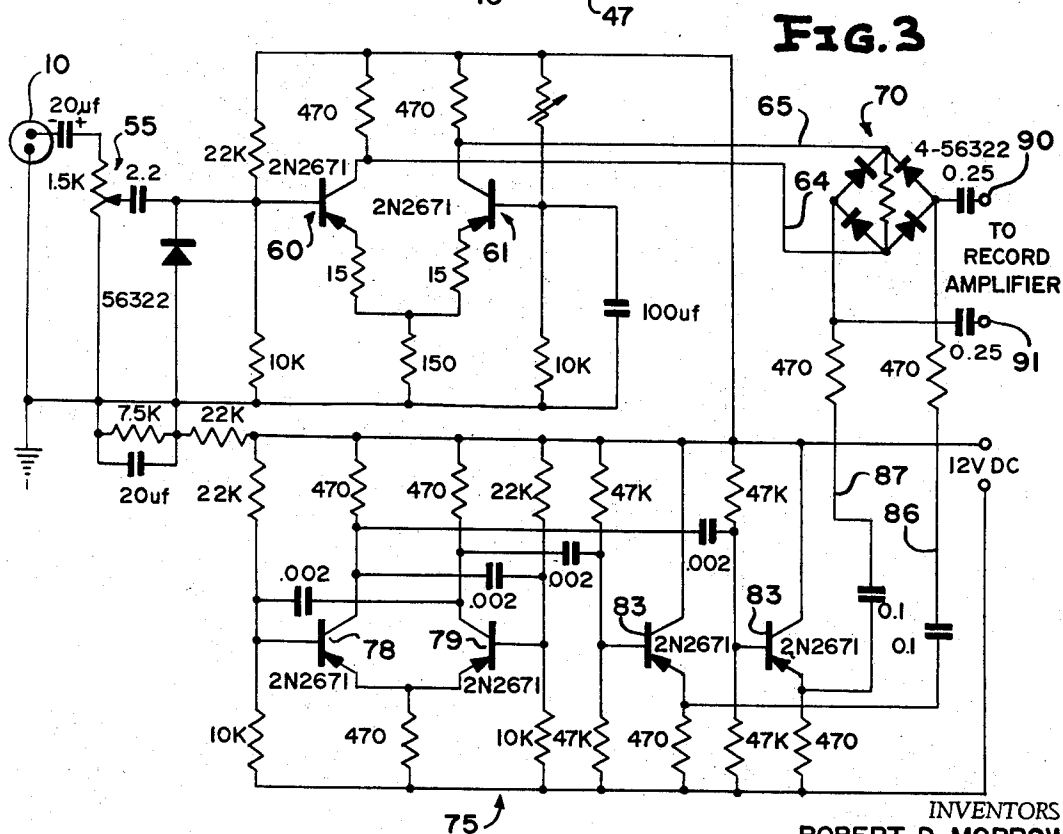 47
FIG. 3
10
20µf
- +
55
470
470
65
70
22K
2N2671
4-56322
90
1.5K
2.2
0.25
2N2671
64
60
61
TO
RECORD
AMPLIFIER
15
15
56322
100uf
10K
150
10K
470
470
0.25
91
7.5K
22K
12V DC
20uf
22K
470
470
22K
47K
47K
87
86
.002
.002
.002
.002
83
83
0.1
78
79
2N2671
2N2671
0.1
2N2671
2N2671
10K
470
10K
47K
470
47K
470
75
INVENTORS